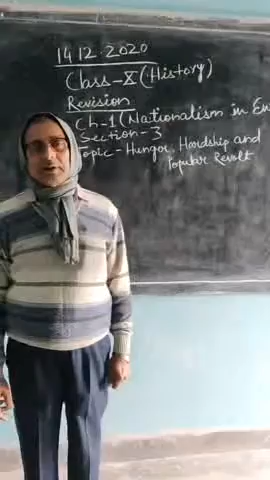 14 12.2020
Class-X (History)
Revision
Ch-1 (Nationalism in
Section-3
Topic - Hunger, Hardship and
Popular Revolt